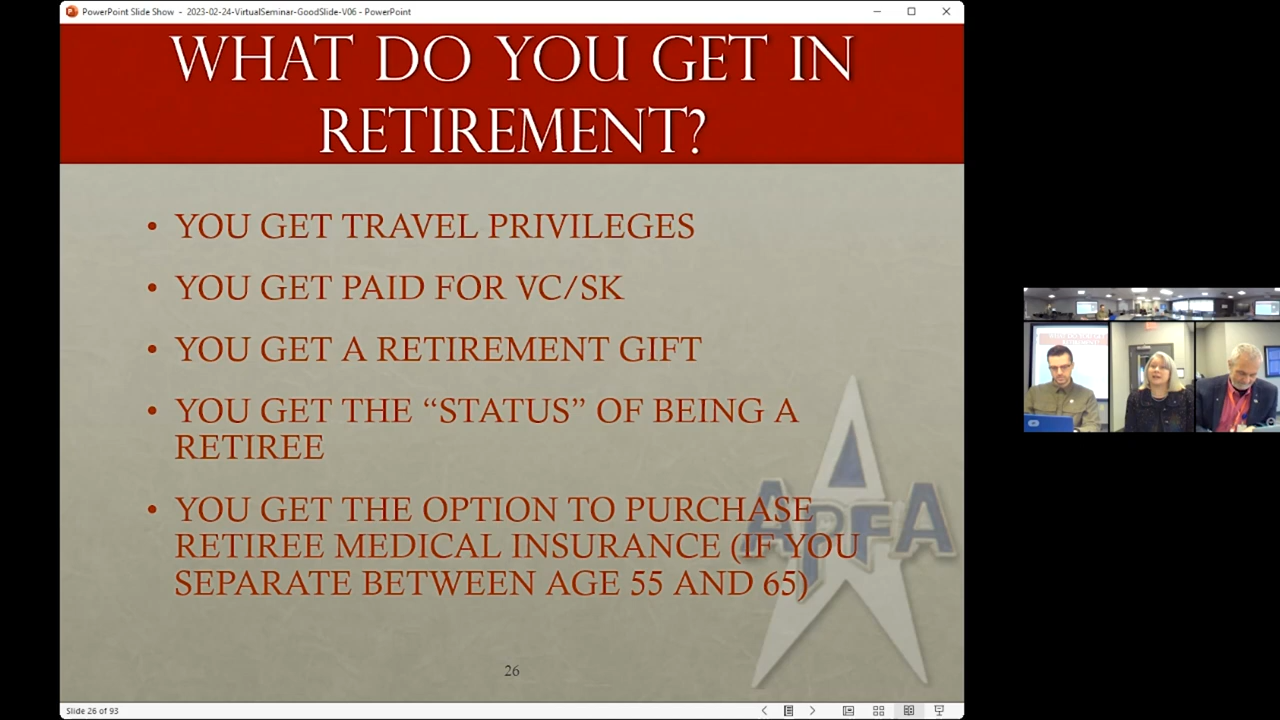 PowerPoint Slide Show - 2023-02-24-VirtualSeminar-GoodSlide-V06 - PowerPoint
WHAT DO YOU GET IN
RETIREMENT?
• YOU GET TRAVEL PRIVILEGES
• YOU GET PAID FOR VC/SK
• YOU GET A RETIREMENT GIFT
• YOU GET THE “STATUS” OF BEING A
RETIREE
• YOU GET THE OPTION TO PURCHASE
RETIREE MEDICAL INSURANCE (IF YOU
SEPARATE BETWEEN AGE 55 AND 65)
APFA
26
Slide 26 of 93